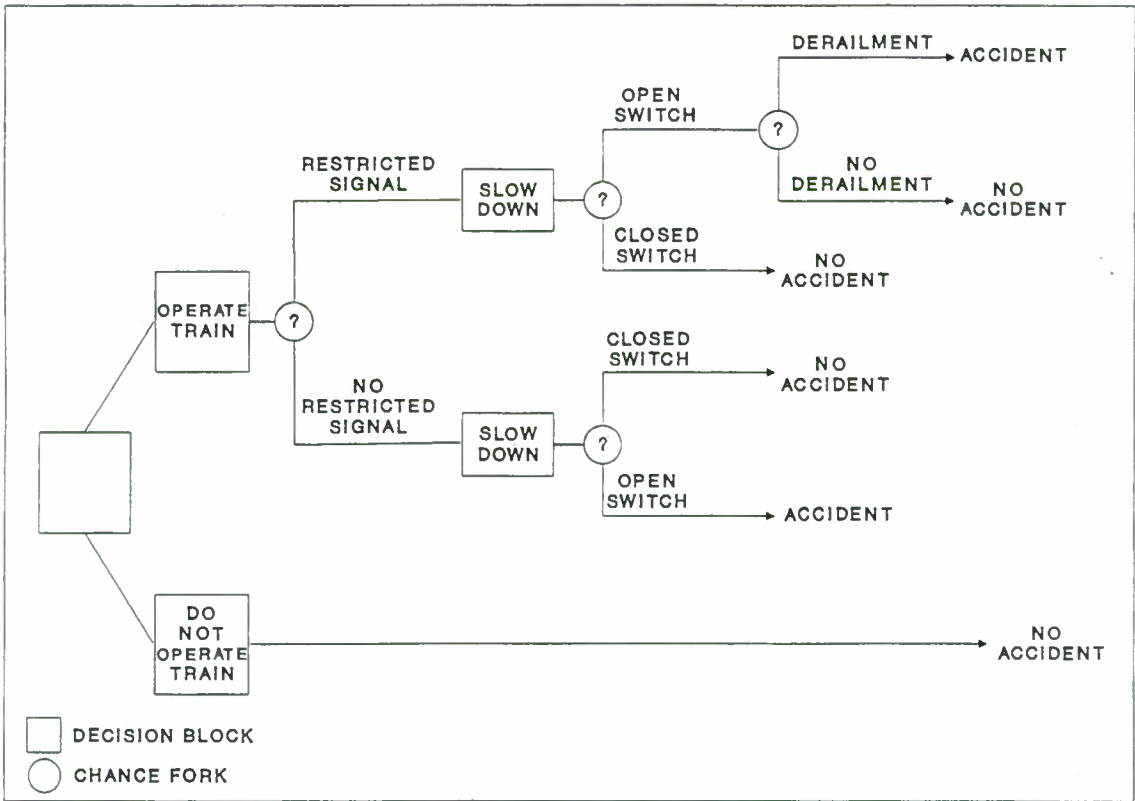 DERAILMENT
ACCIDENT
OPEN
SWITCH
?
NO
DERAILMENT
NO
ACCIDENT
RESTRICTED
SIGNAL
SLOW
DOWN
?
CLOSED
SWITCH
NO
ACCIDENT
OPERATE
TRAIN
?
CLOSED
SWITCH
NO
ACCIDENT
NO
RESTRICTED
SIGNAL
SLOW
DOWN
?
OPEN
SWITCH
ACCIDENT
DO
NOT
OPERATE
TRAIN
NO
ACCIDENT
DECISION BLOCK
CHANCE FORK